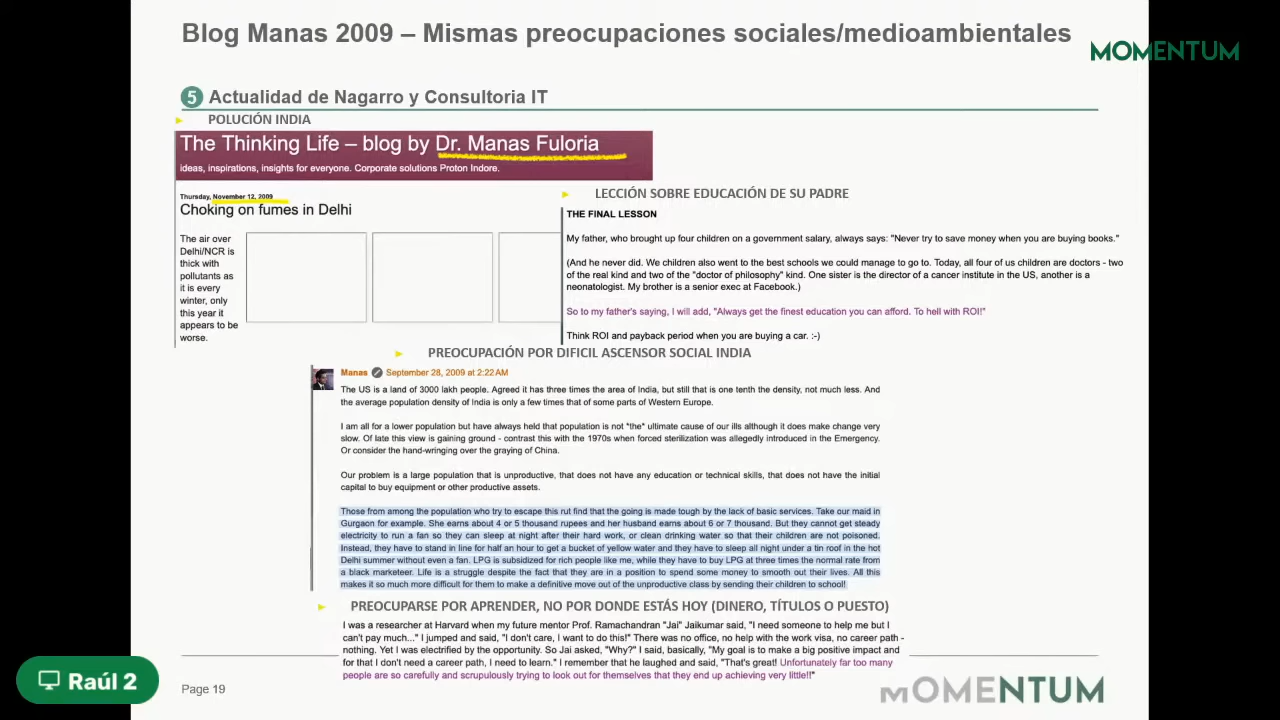 Blog Manas 2009 – Mismas preocupaciones sociales/medioambientales
MOMENTUM
5 Actualidad de Nagarro y Consultoria IT
POLUCIÓN INDIA
The Thinking Life – blog by Dr. Manas Fuloria
ideas, inspirations, insights for everyone. Corporate solutions Proton Indore.
Thursday, November 12, 2009
Choking on fumes in Delhi
The air over
Delhi/NCR is
thick with
pollutants as
it is every
winter, only
this year it
appears to be
worse.
LECCIÓN SOBRE EDUCACIÓN DE SU PADRE
THE FINAL LESSON
My father, who brought up four children on a government salary, always says: "Never try to save money when you are buying books."
(And he never did. We children also went to the best schools we could manage to go to. Today, all four of us children are doctors - two
of the real kind and two of the "doctor of philosophy" kind. One sister is the director of a cancer institute in the US, another is a
neonatologist. My brother is a senior exec at Facebook.)
So to my father's saying, I will add, "Always get the finest education you can afford. To hell with ROI!"
Think ROI and payback period when you are buying a car. :-)
PREOCUPACIÓN POR DIFICIL ASCENSOR SOCIAL INDIA
Manas September 28, 2009 at 2:22 AM
The US is a land of 3000 lakh people. Agreed it has three times the area of India, but still that is one tenth the density, not much less. And
the average population density of India is only a few times that of some parts of Western Europe.
I am all for a lower population but have always held that population is not *the* ultimate cause of our ills although it does make change very
slow. Of late this view is gaining ground - contrast this with the 1970s when forced sterilization was allegedly introduced in the Emergency.
Or consider the hand-wringing over the graying of China.
Our problem is a large population that is unproductive, that does not have any education or technical skills, that does not have the initial
capital to buy equipment or other productive assets.
Those from among the population who try to escape this rut find that the going is made tough by the lack of basic services. Take our maid in
Gurgaon for example. She earns about 4 or 5 thousand rupees and her husband earns about 6 or 7 thousand. But they cannot get steady
electricity to run a fan so they can sleep at night after their hard work, or clean drinking water so that their children are not poisoned.
Instead, they have to stand in line for half an hour to get a bucket of yellow water and they have to sleep all night under a tin roof in the hot
Delhi summer without even a fan. LPG is subsidized for rich people like me, while they have to buy LPG at three times the normal rate from
a black marketeer. Life is a struggle despite the fact that they are in a position to spend some money to smooth out their lives. All this
makes it so much more difficult for them to make a definitive move out of the unproductive class by sending their children to school!
PREOCUPARSE POR APRENDER, NO POR DONDE ESTÁS HOY (DINERO, TÍTULOS O PUESTO)
I was a researcher at Harvard when my future mentor Prof. Ramachandran "Jai" Jaikumar said, "I need someone to help me but I
can't pay much..." I jumped and said, "I don't care, I want to do this!" There was no office, no help with the work visa, no career path -
nothing. Yet I was electrified by the opportunity. So Jai asked, "Why?" I said, basically, "My goal is to make a big positive impact and
for that I don't need a career path, I need to learn." I remember that he laughed and said, "That's great! Unfortunately far too many
people are so carefully and scrupulously trying to look out for themselves that they end up achieving very little!!"
Raúl 2
Page 19
MOMENTUM